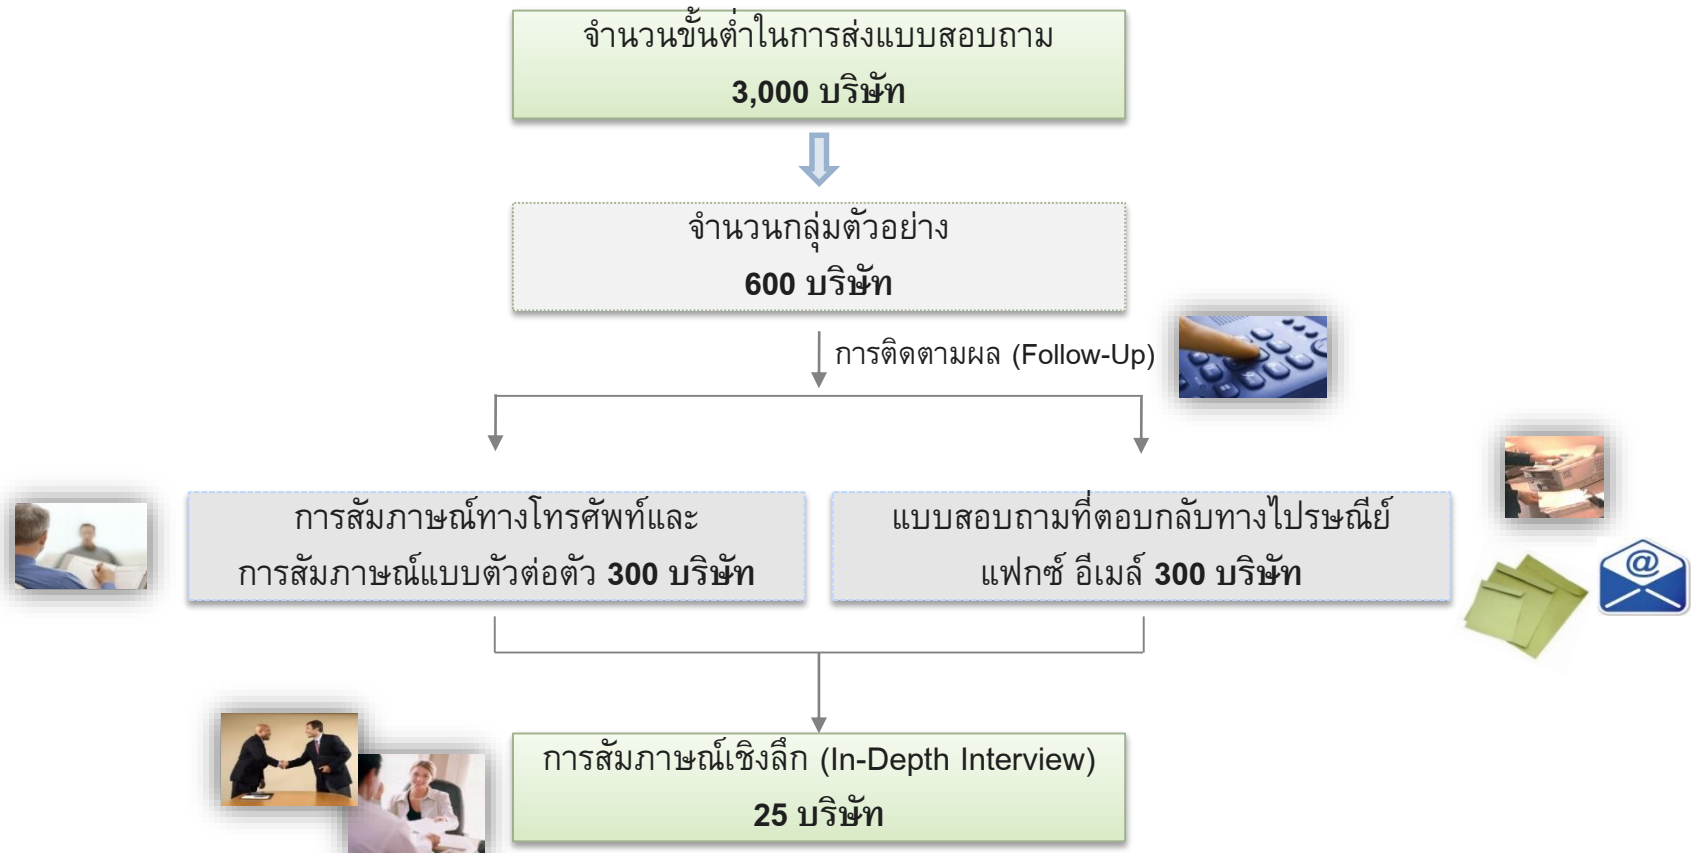 จำนวนขั้นต่ำในการส่งแบบสอบถาม
3,000 บริษัท
จำนวนกลุ่มตัวอย่าง
600 บริษัท
การติดตามผล (Follow-Up)
การสัมภาษณ์ทางโทรศัพท์และ
การสัมภาษณ์แบบตัวต่อตัว 300 บริษัท
แบบสอบถามที่ตอบกลับทางไปรษณีย์
แฟกซ์ อีเมล์ 300 บริษัท
@
การสัมภาษณ์เชิงลึก (In-Depth Interview)
25 บริษัท